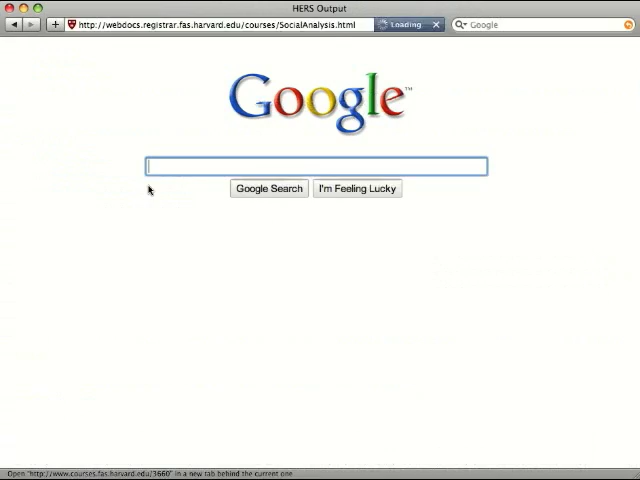 HERS Output
http://webdocs.registrar.fas.harvard.edu/courses/SocialAnalysis.html
Loading
Google
Google™
Google Search
I'm Feeling Lucky
Open "http://www.courses.fas.harvard.edu/3660" in a new tab behind the current one